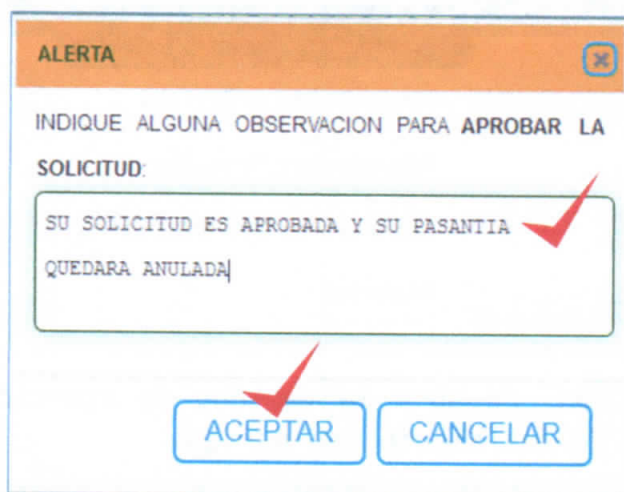 ALERTA
INDIQUE ALGUNA OBSERVACION PARA APROBAR LA
SOLICITUD:
SU SOLICITUD ES APROBADA Y SU PASANTIA
QUEDARA ANULADA
ACEPTAR CANCELAR